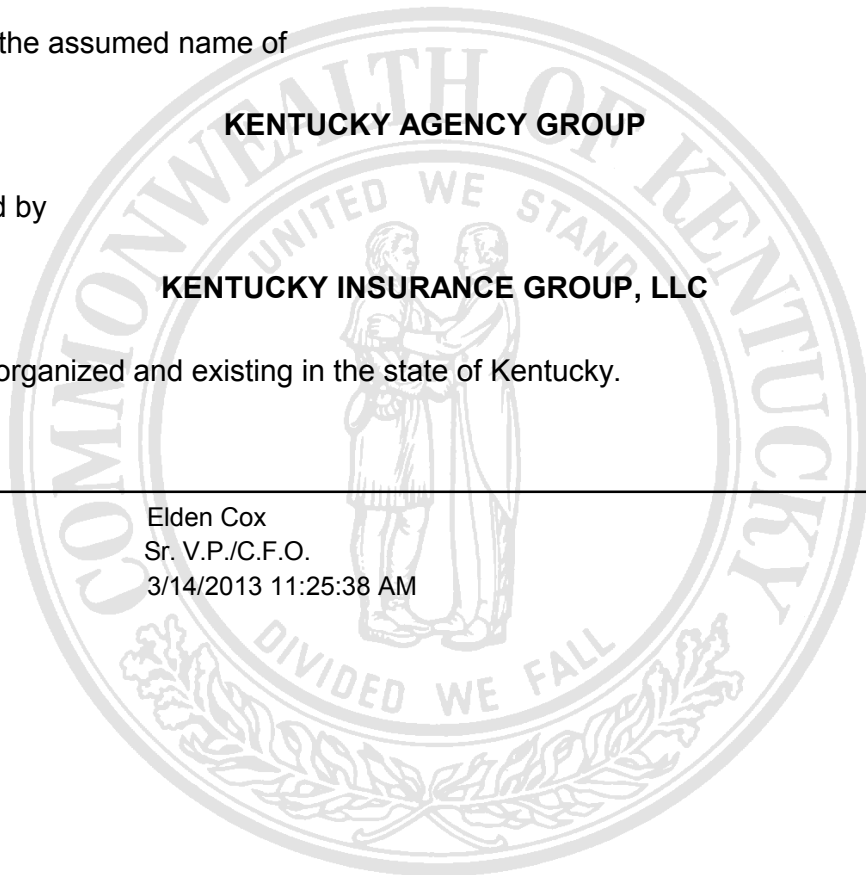 the assumed name of
KENTUCKY AGENCY GROUP
d by
KENTUCKY INSURANCE GROUP, LLC
organized and existing in the state of Kentucky.
Elden Cox
Sr. V.P./C.F.O.
3/14/2013 11:25:38 AM
COMMONWEALTH OF KENTUCKY
UNITED WE STAND
DIVIDED WE FALL